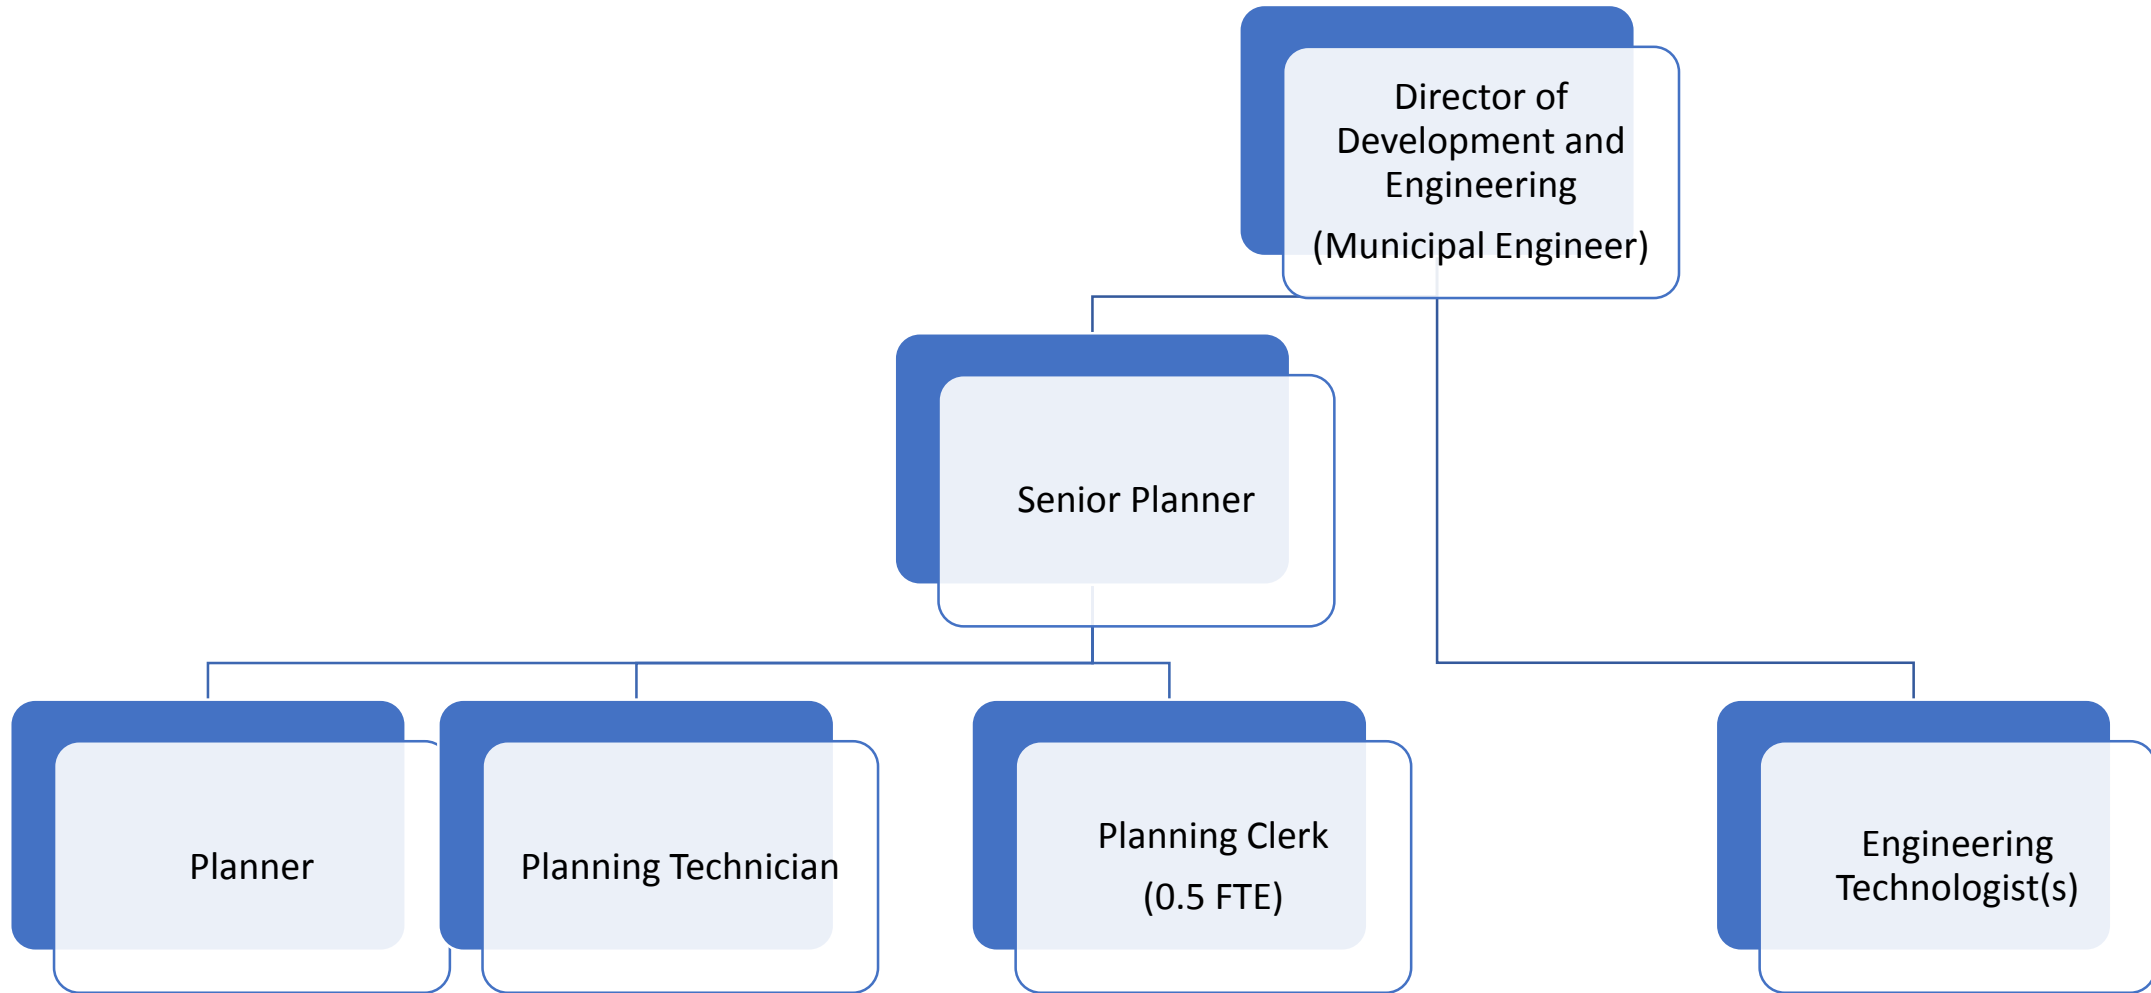 Director of
Development and
Engineering
(Municipal Engineer)
Senior Planner
Planner
Planning Technician
Planning Clerk
(0.5 FTE)
Engineering
Technologist(s)